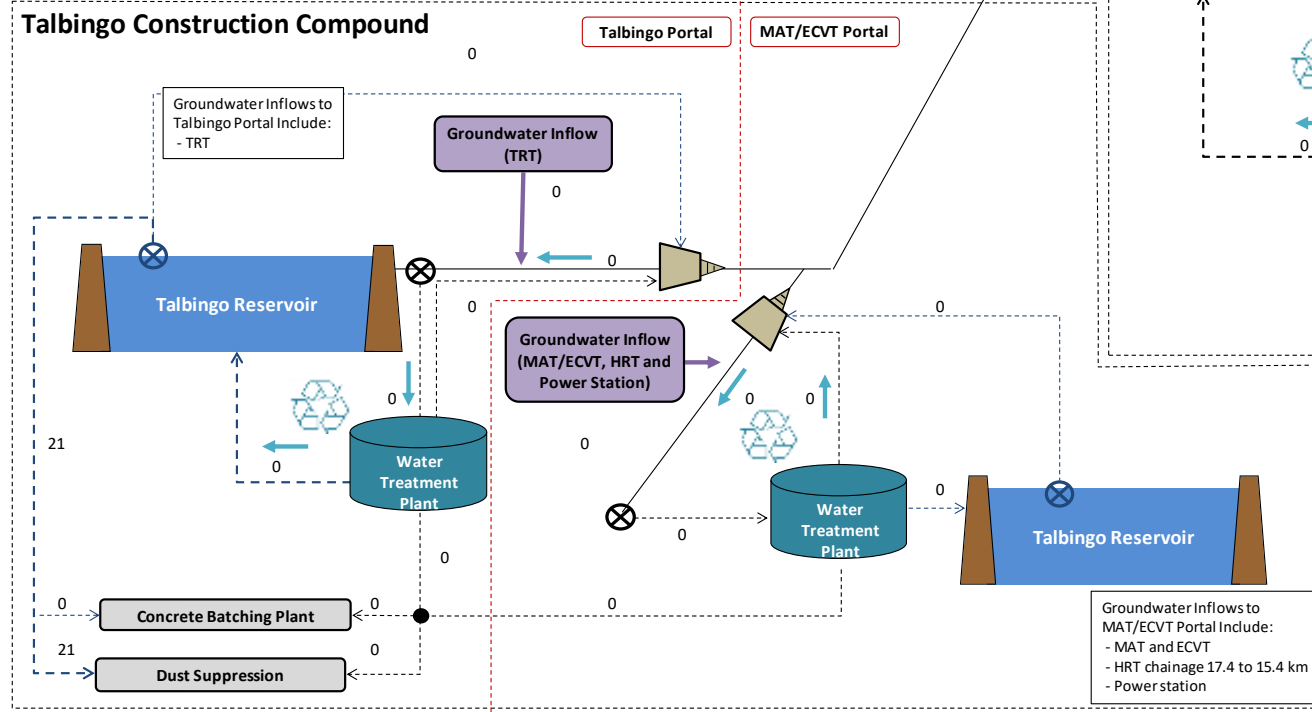 Talbingo Construction Compound
Talbingo Portal
MAT/ECVT Portal
0
Groundwater Inflows to
Talbingo Portal Include:
- TRT
Groundwater Inflow
(TRT)
0
0
0
Talbingo Reservoir
0
0
Groundwater Inflow
(MAT/ECVT, HRT and
Power Station)
0
0
0
0
21
0
Water
Treatment
Plant
0
0
Water
Treatment
Plant
0
Talbingo Reservoir
0
0
Concrete Batching Plant
0
0
21
Dust Suppression
0
Groundwater Inflows to
MAT/ECVT Portal Include:
- MAT and ECVT
- HRT chainage 17.4 to 15.4 km
- Power station